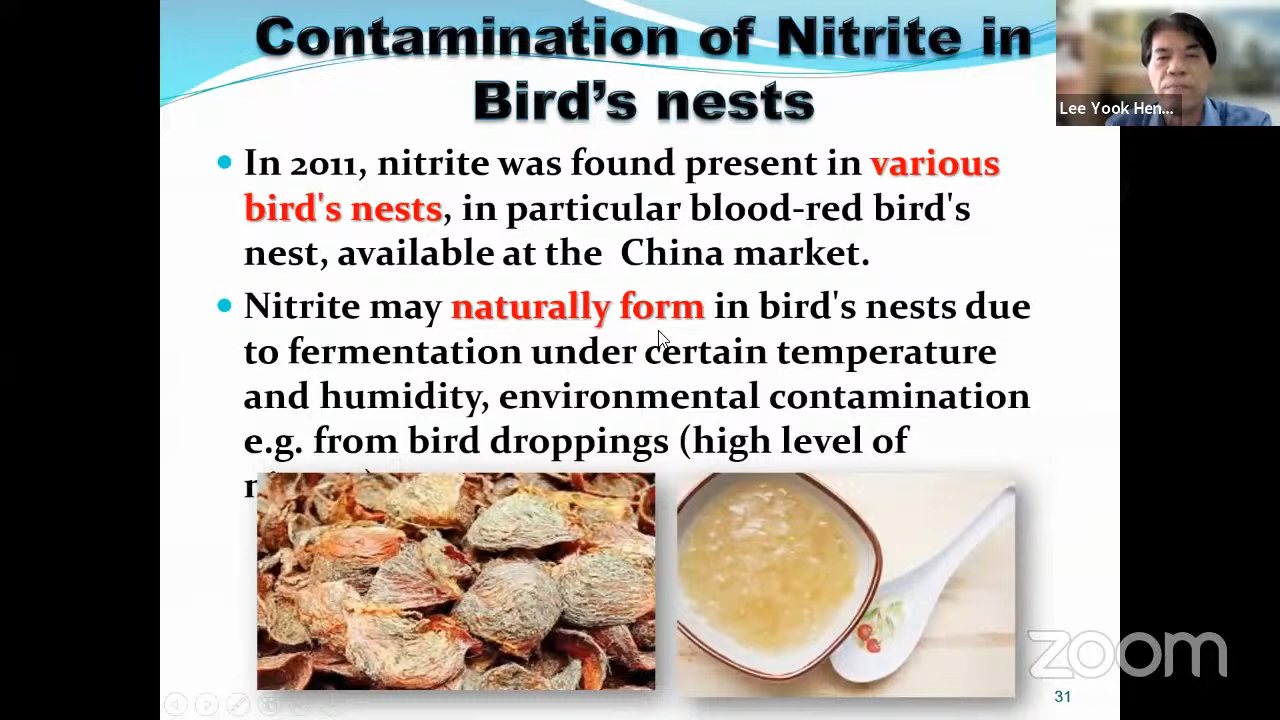 Contamination of Nitrite in
Bird's nests
Lee Yook Hen...
• In 2011, nitrite was found present in various
bird's nests, in particular blood-red bird's
nest, available at the  China market.
• Nitrite may naturally form in bird's nests due
to fermentation under certain temperature
and humidity, environmental contamination
e.g. from bird droppings (high level of
zoom
31